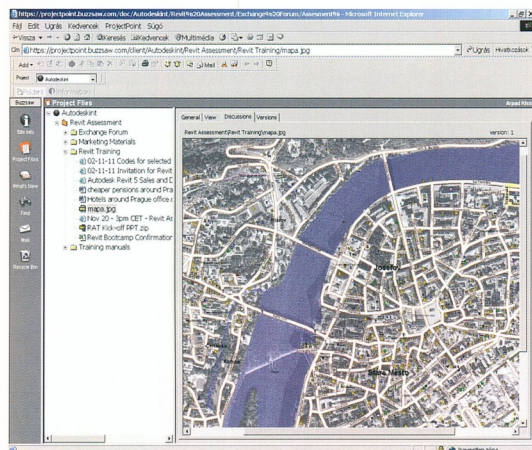 https://projectpoint.buzzsaw.com/doc/Autodeskint/Revit%20Assessment/Exchange%20Forum/Assesment%- Microsoft Internet Explorer
Fájl Edit Ugrás Kedvencek ProjectPoint Súgó
Vissza Keresés Kedvencek Multimédia
Cím https://projectpoint.buzzsaw.com/client/Autodeskint/Revit Assessment/Revit Training/mapa.jpg Ugrás Hivatkozások
Add Mail
Project Autodeskint
Buzzsaw Project Files
Site Info
Project Files
What's New
Find
Mail
Recycle Bin
Autodeskint
Revit Assessment
Exchange Forum
Marketing Materials
Revit Training
02-11-11 Codes for selected
02-11-11 Invitation for Revit
Autodesk Revit 5 Sales and D
cheaper pensions around Pra
Hotels around Prague office
mapa.jpg
Nov 20 - 3pm CET - Revit As
RAT Kick-off PPT.zip
Revit Bootcamp Confirmation
Training manuals
General View Discussions Versions
Revit Assessment\Revit Training\mapa.jpg version: 1
Josefov